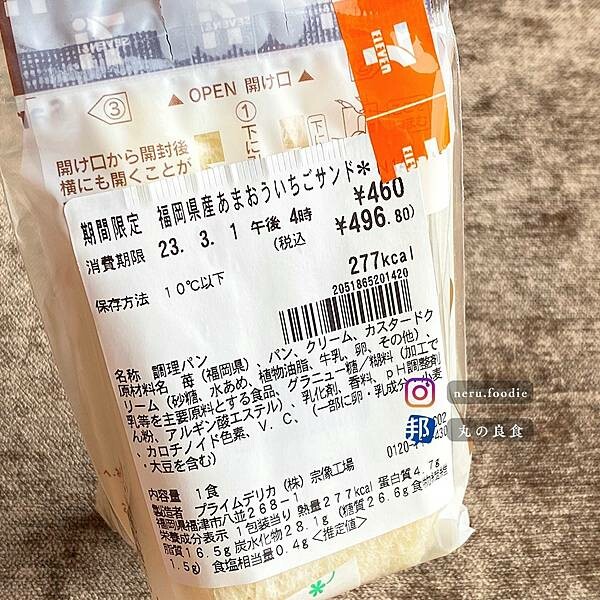 ELEVEN
▲ OPEN 開け口 ▲
③
①
開け口から開封後
横にも開くことが
下に
下に
期間限定 福岡県産あまおういちごサンド*
¥460
消費期限 23. 3. 1 午後 4時
(税込 ¥496.80)
保存方法 10℃以下
277kcal
2051865201420
名称 調理パン
原材料名 苺(福岡県)、パン、クリーム、カスタードク
リーム(砂糖、水あめ、植物油脂、牛乳、卵、その他)、
乳等を主要原料とする食品、グラニュー糖/糊料(加工で
ん粉、アルギン酸エステル)、乳化剤、香料、pH調整剤
、カロチノイド色素、V.C、(一部に卵・乳成分・小麦
・大豆を含む)
内容量 1食
製造者 プライムデリカ(株)宗像工場
福岡県福津市八並268-1
0120-
栄養成分表示 1包装当り 熱量277kcal 蛋白質4.7g
脂質16.5g 炭水化物28.1g (糖質26.6g 食物繊維
1.5g) 食塩相当量0.4g <推定値>
neru.foodie
邦 丸の良食